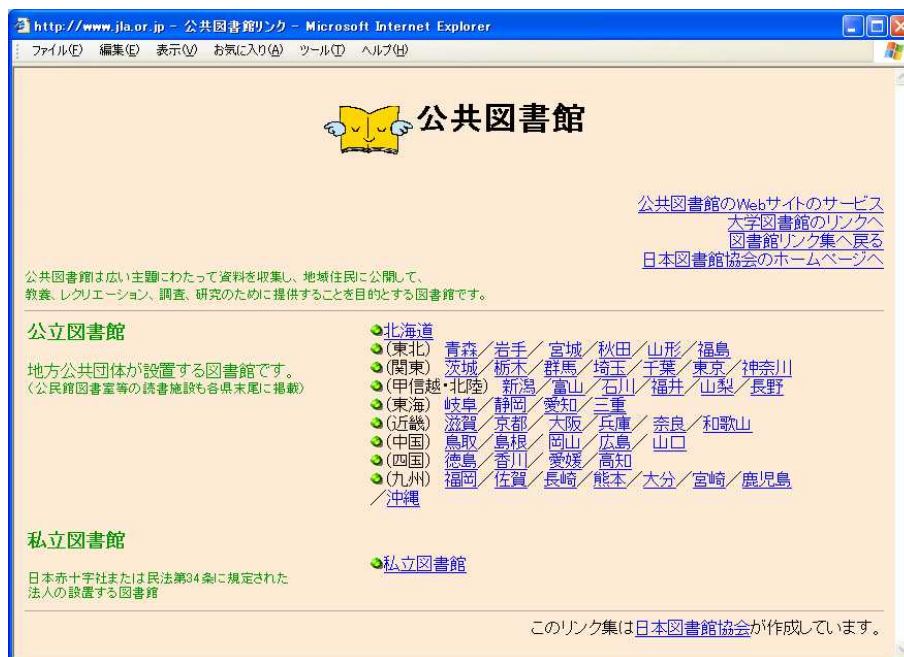 http://www.jla.or.jp - 公共図書館リンク - Microsoft Internet Explorer
ファイル(F) 編集(E) 表示(V) お気に入り(A) ツール(T) ヘルプ(H)
公共図書館
公共図書館のWebサイトのサービス
大学図書館のリンクへ
図書館リンク集へ戻る
日本図書館協会のホームページへ
公共図書館は広い主題にわたって資料を収集し、地域住民に公開して、
教養、レクリエーション、調査、研究のために提供することを目的とする図書館です。
公立図書館
地方公共団体が設置する図書館です。
(公民館図書室等の読書施設も各県末尾に掲載)
北海道
(東北) 青森／岩手／宮城／秋田／山形／福島
(関東) 茨城／栃木／群馬／埼玉／千葉／東京／神奈川
(甲信越・北陸) 新潟／富山／石川／福井／山梨／長野
(東海) 岐阜／静岡／愛知／三重
(近畿) 滋賀／京都／大阪／兵庫／奈良／和歌山
(中国) 鳥取／島根／岡山／広島／山口
(四国) 徳島／香川／愛媛／高知
(九州) 福岡／佐賀／長崎／熊本／大分／宮崎／鹿児島
／沖縄
私立図書館
日本赤十字社または民法第34条に規定された
法人の設置する図書館
私立図書館
このリンク集は日本図書館協会が作成しています。